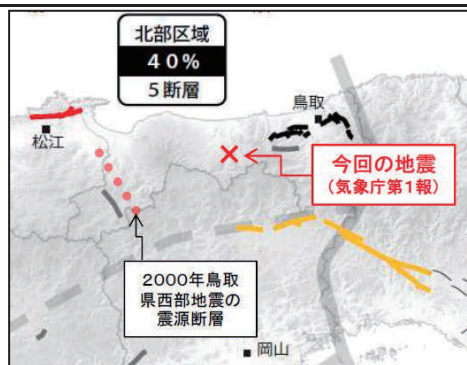 北部区域
40%
5断層
鳥取
松江
今回の地震
(気象庁第1報)
2000年鳥取
県西部地震の
震源断層
岡山